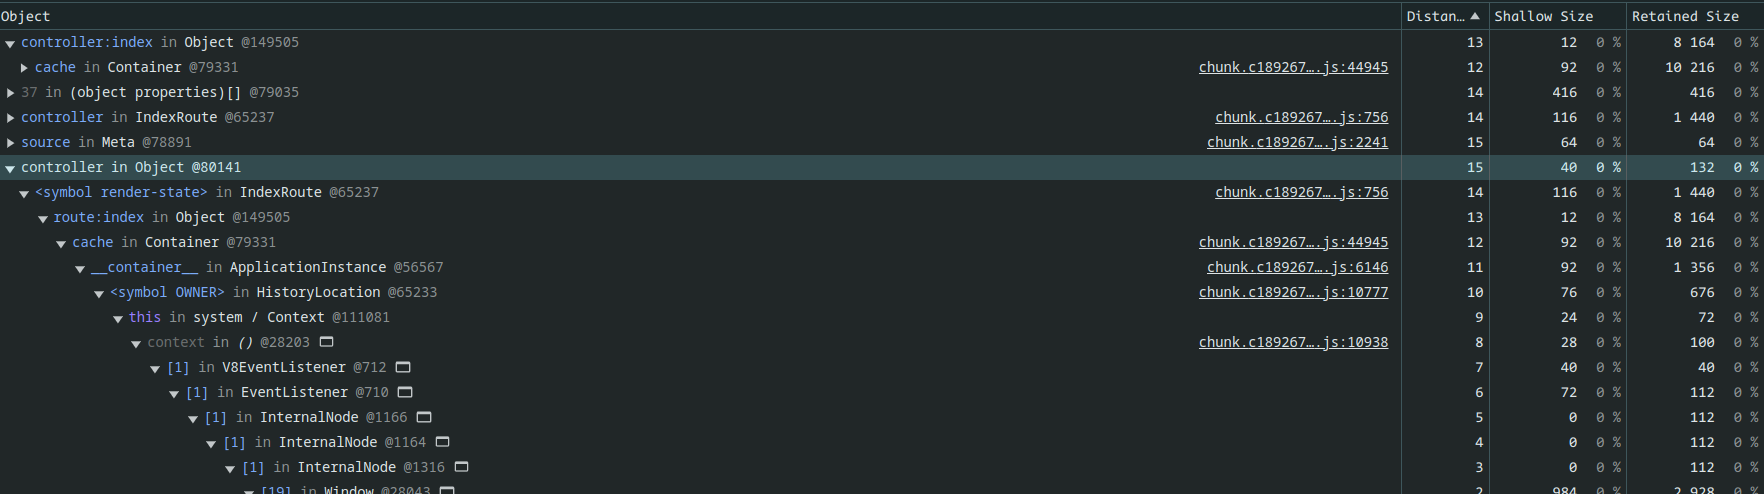 Object Distan… Shallow Size Retained Size
controller:index in Object @149505 13 12 0 % 8 164 0 %
cache in Container @79331 chunk.c189267….js:44945 12 92 0 % 10 216 0 %
37 in (object properties)[] @79035 14 416 0 % 416 0 %
controller in IndexRoute @65237 chunk.c189267….js:756 14 116 0 % 1 440 0 %
source in Meta @78891 chunk.c189267….js:2241 15 64 0 % 64 0 %
controller in Object @80141 15 40 0 % 132 0 %
<symbol render-state> in IndexRoute @65237 chunk.c189267….js:756 14 116 0 % 1 440 0 %
route:index in Object @149505 13 12 0 % 8 164 0 %
cache in Container @79331 chunk.c189267….js:44945 12 92 0 % 10 216 0 %
__container__ in ApplicationInstance @56567 chunk.c189267….js:6146 11 92 0 % 1 356 0 %
<symbol OWNER> in HistoryLocation @65233 chunk.c189267….js:10777 10 76 0 % 676 0 %
this in system / Context @111081 9 24 0 % 72 0 %
context in () @28203 chunk.c189267….js:10938 8 28 0 % 100 0 %
[1] in V8EventListener @712 7 40 0 % 40 0 %
[1] in EventListener @710 6 72 0 % 112 0 %
[1] in InternalNode @1166 5 0 0 % 112 0 %
[1] in InternalNode @1164 4 0 0 % 112 0 %
[1] in InternalNode @1316 3 0 0 % 112 0 %
[19] in Window @28043 2 984 0 % 2 928 0 %